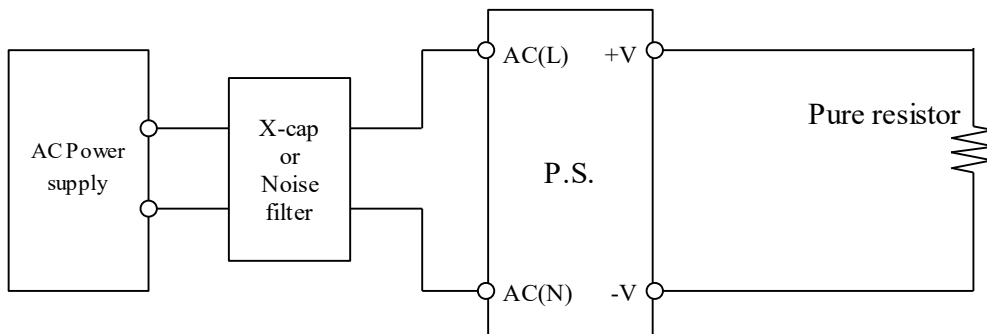 AC Power
supply
X-cap
or
Noise
filter
AC(L)
+V
P.S.
AC(N)
-V
Pure resistor